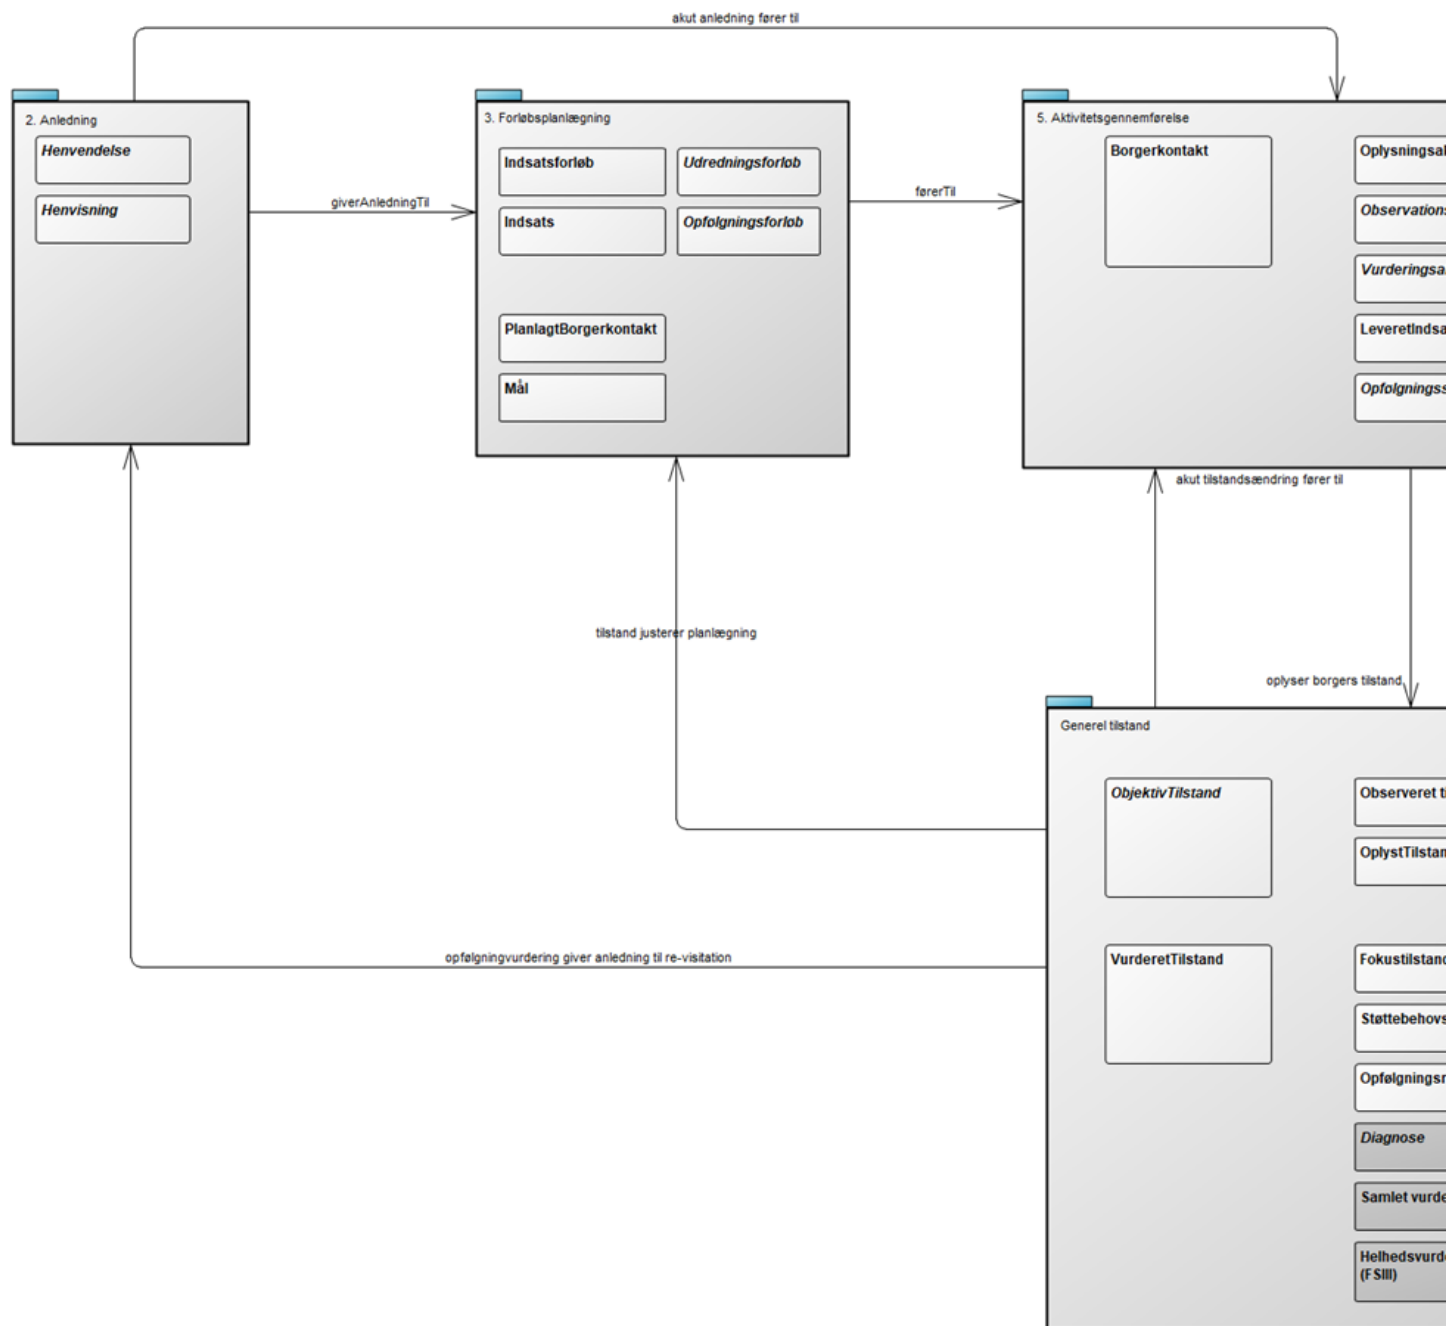 akut anledning fører til
2. Anledning
Henvendelse
Henvisning
giverAnledningTil
3. Forløbsplanlægning
Indsatsforløb
Udredningsforløb
Indsats
Opfølgningsforløb
PlanlagtBorgerkontakt
Mål
førerTil
5. Aktivitetsgennemførelse
Borgerkontakt
akut tilstandsændring fører til
tilstand justerer planlægning
oplyser borgers tilstand
Generel tilstand
ObjektivTilstand
Observeret
VurderetTilstand
opfølgningvurdering giver anledning til re-visitation
Diagnose
Samlet
(FSIII)